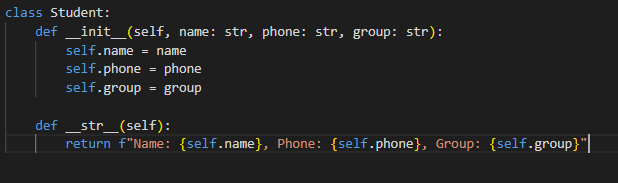 class Student:
    def __init__(self, name: str, phone: str, group: str):
        self.name = name
        self.phone = phone
        self.group = group

    def __str__(self):
        return f"Name: {self.name}, Phone: {self.phone}, Group: {self.group}"